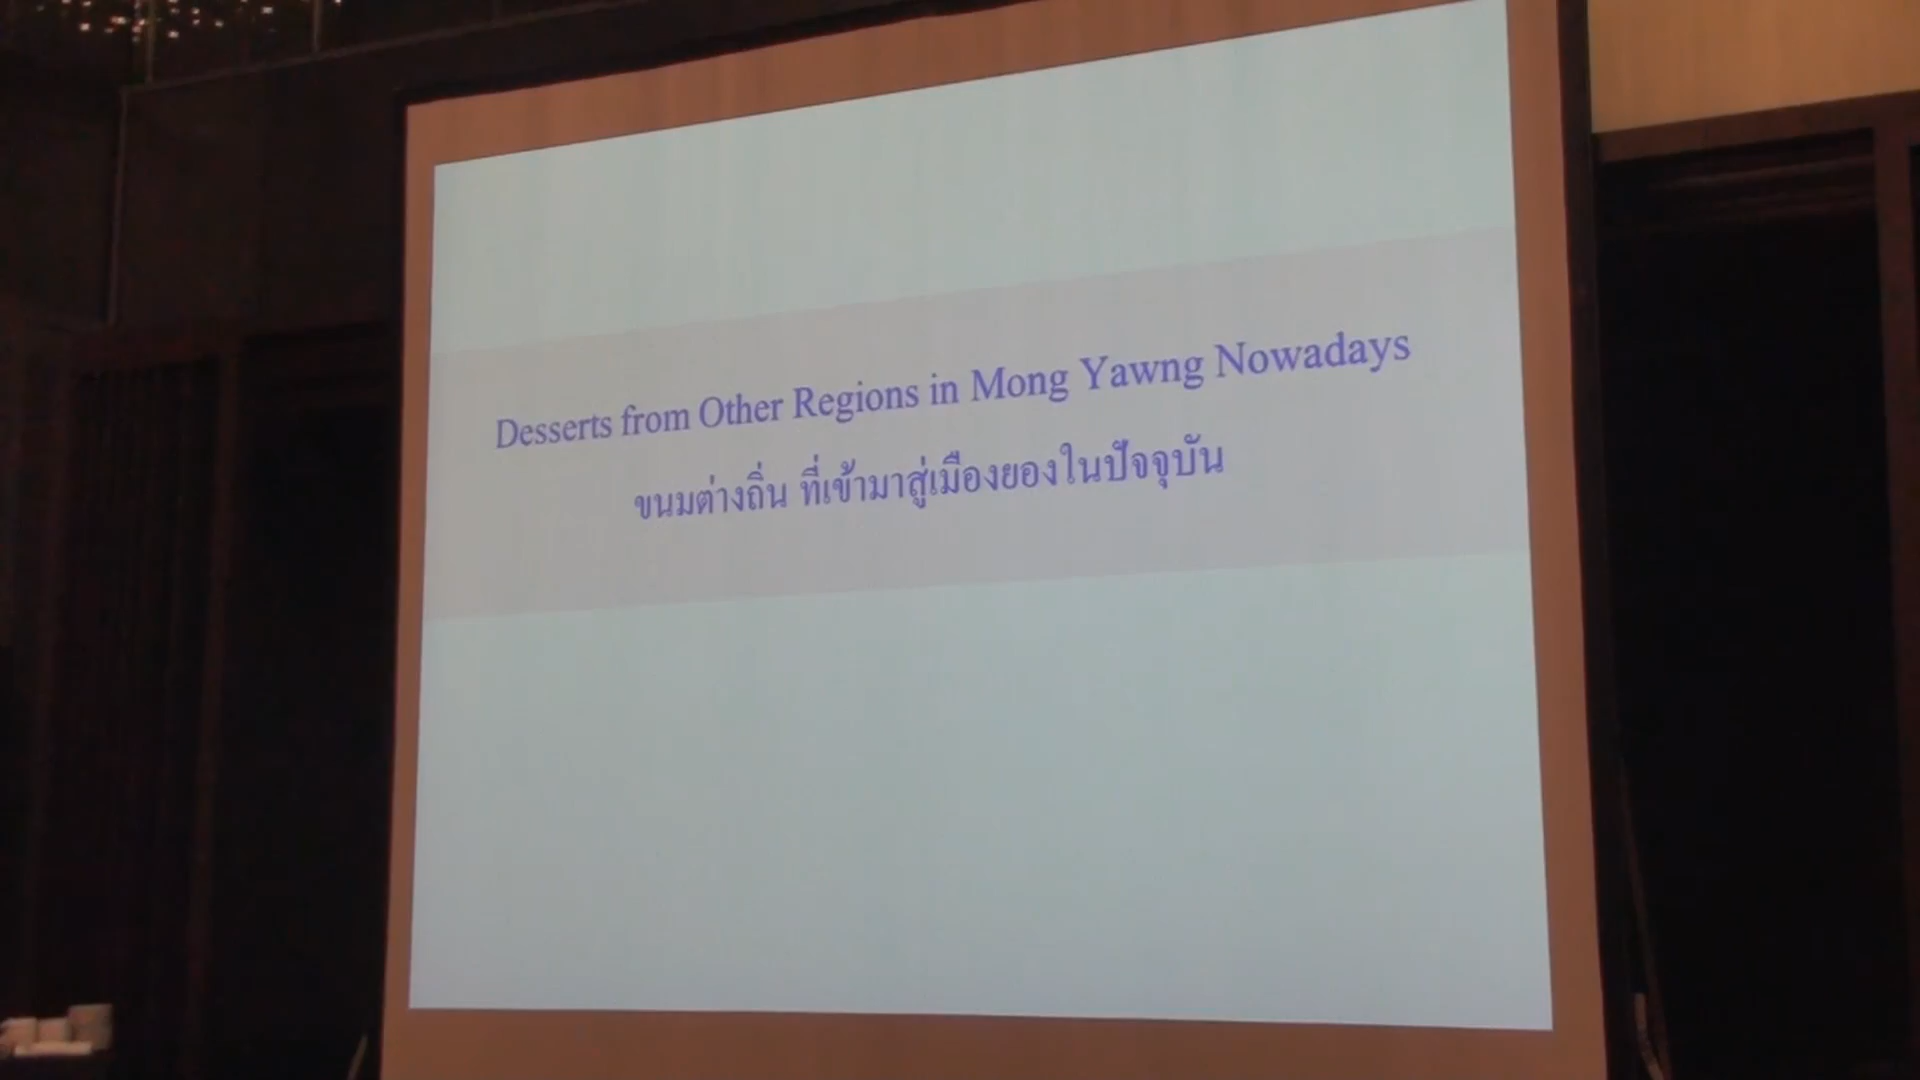 Desserts from Other Regions in Mong Yawng Nowadays
ขนมต่างถิ่น ที่เข้ามาสู่เมืองยองในปัจจุบัน